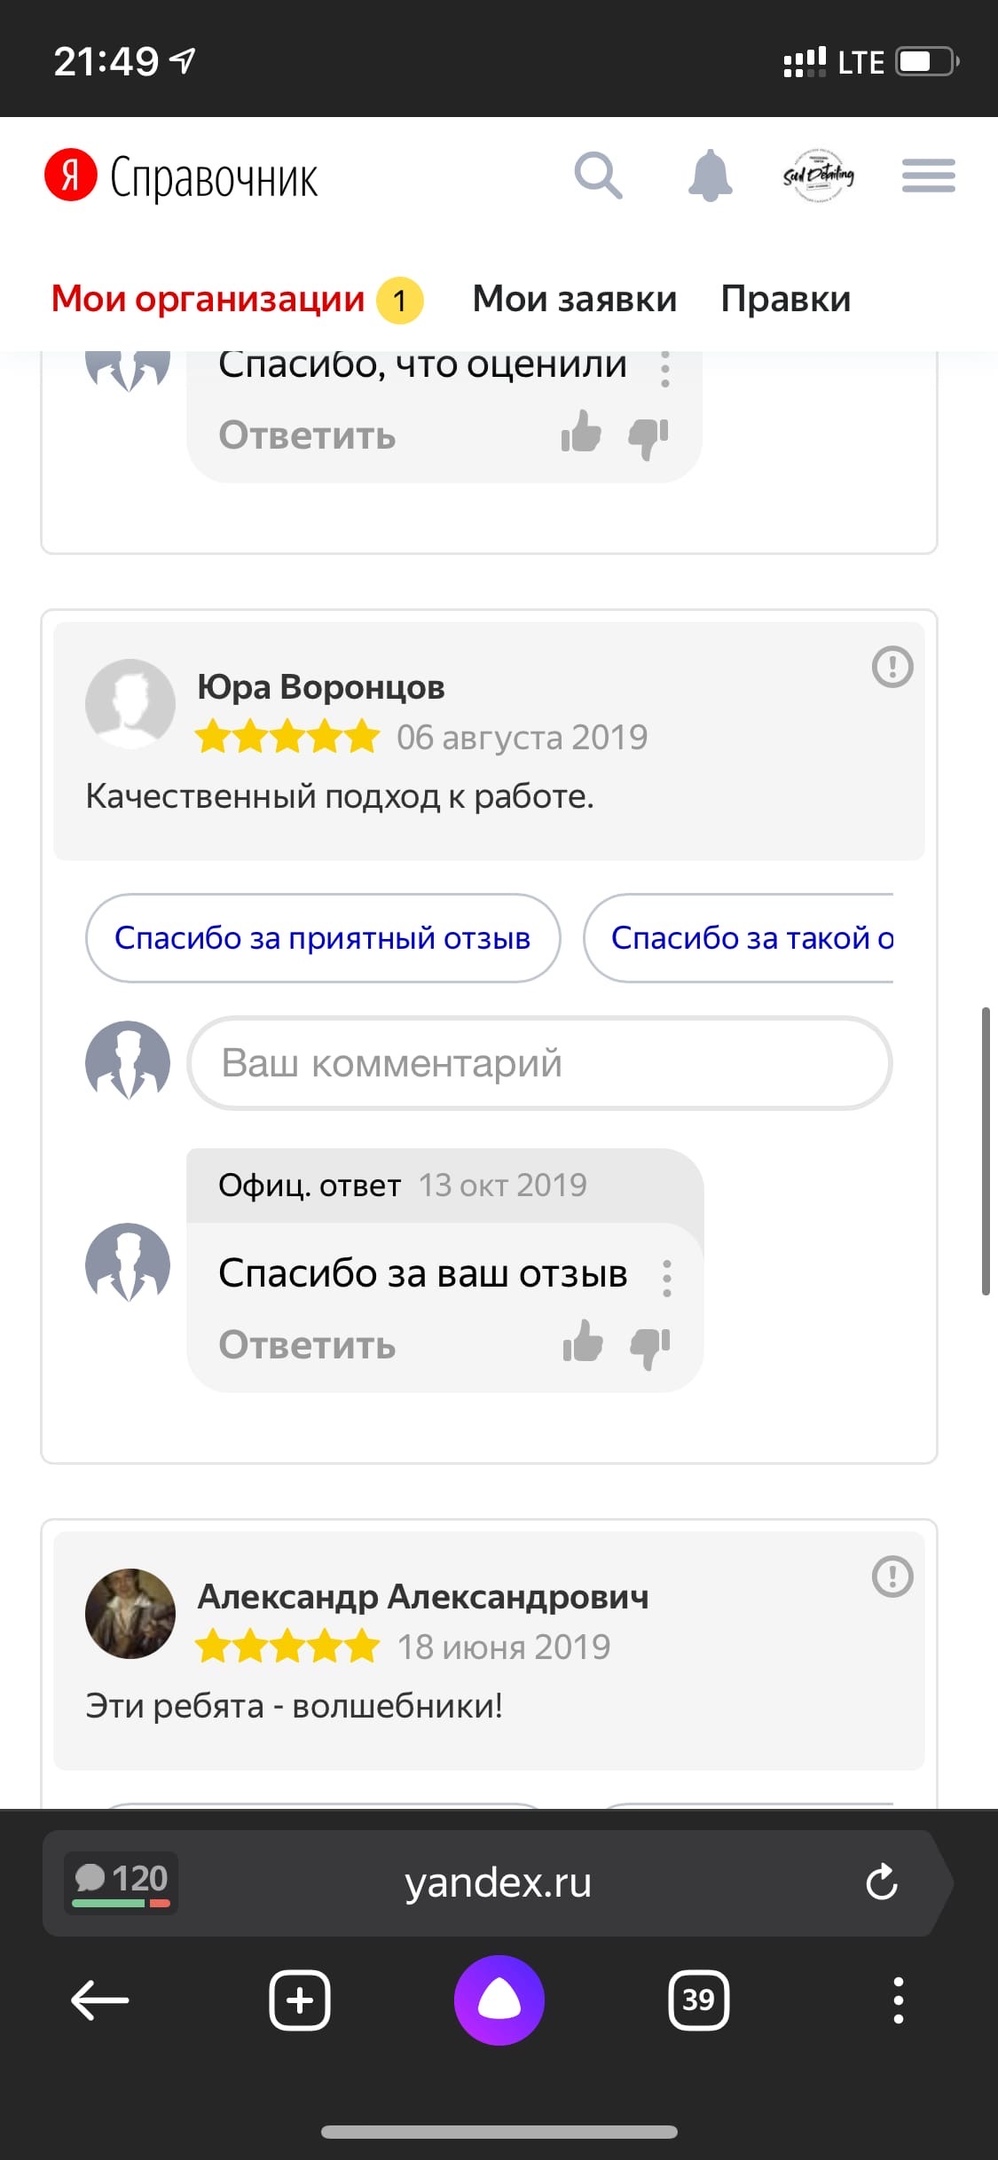 21:49
LTE
Я Справочник
Мои организации 1 Мои заявки Правки
Спасибо, что оценили
Ответить
Юра Воронцов
06 августа 2019
Качественный подход к работе.
Спасибо за приятный отзыв Спасибо за такой о
Ваш комментарий
Офиц. ответ 13 окт 2019
Спасибо за ваш отзыв
Ответить
Александр Александрович
18 июня 2019
Эти ребята - волшебники!
120 yandex.ru
39